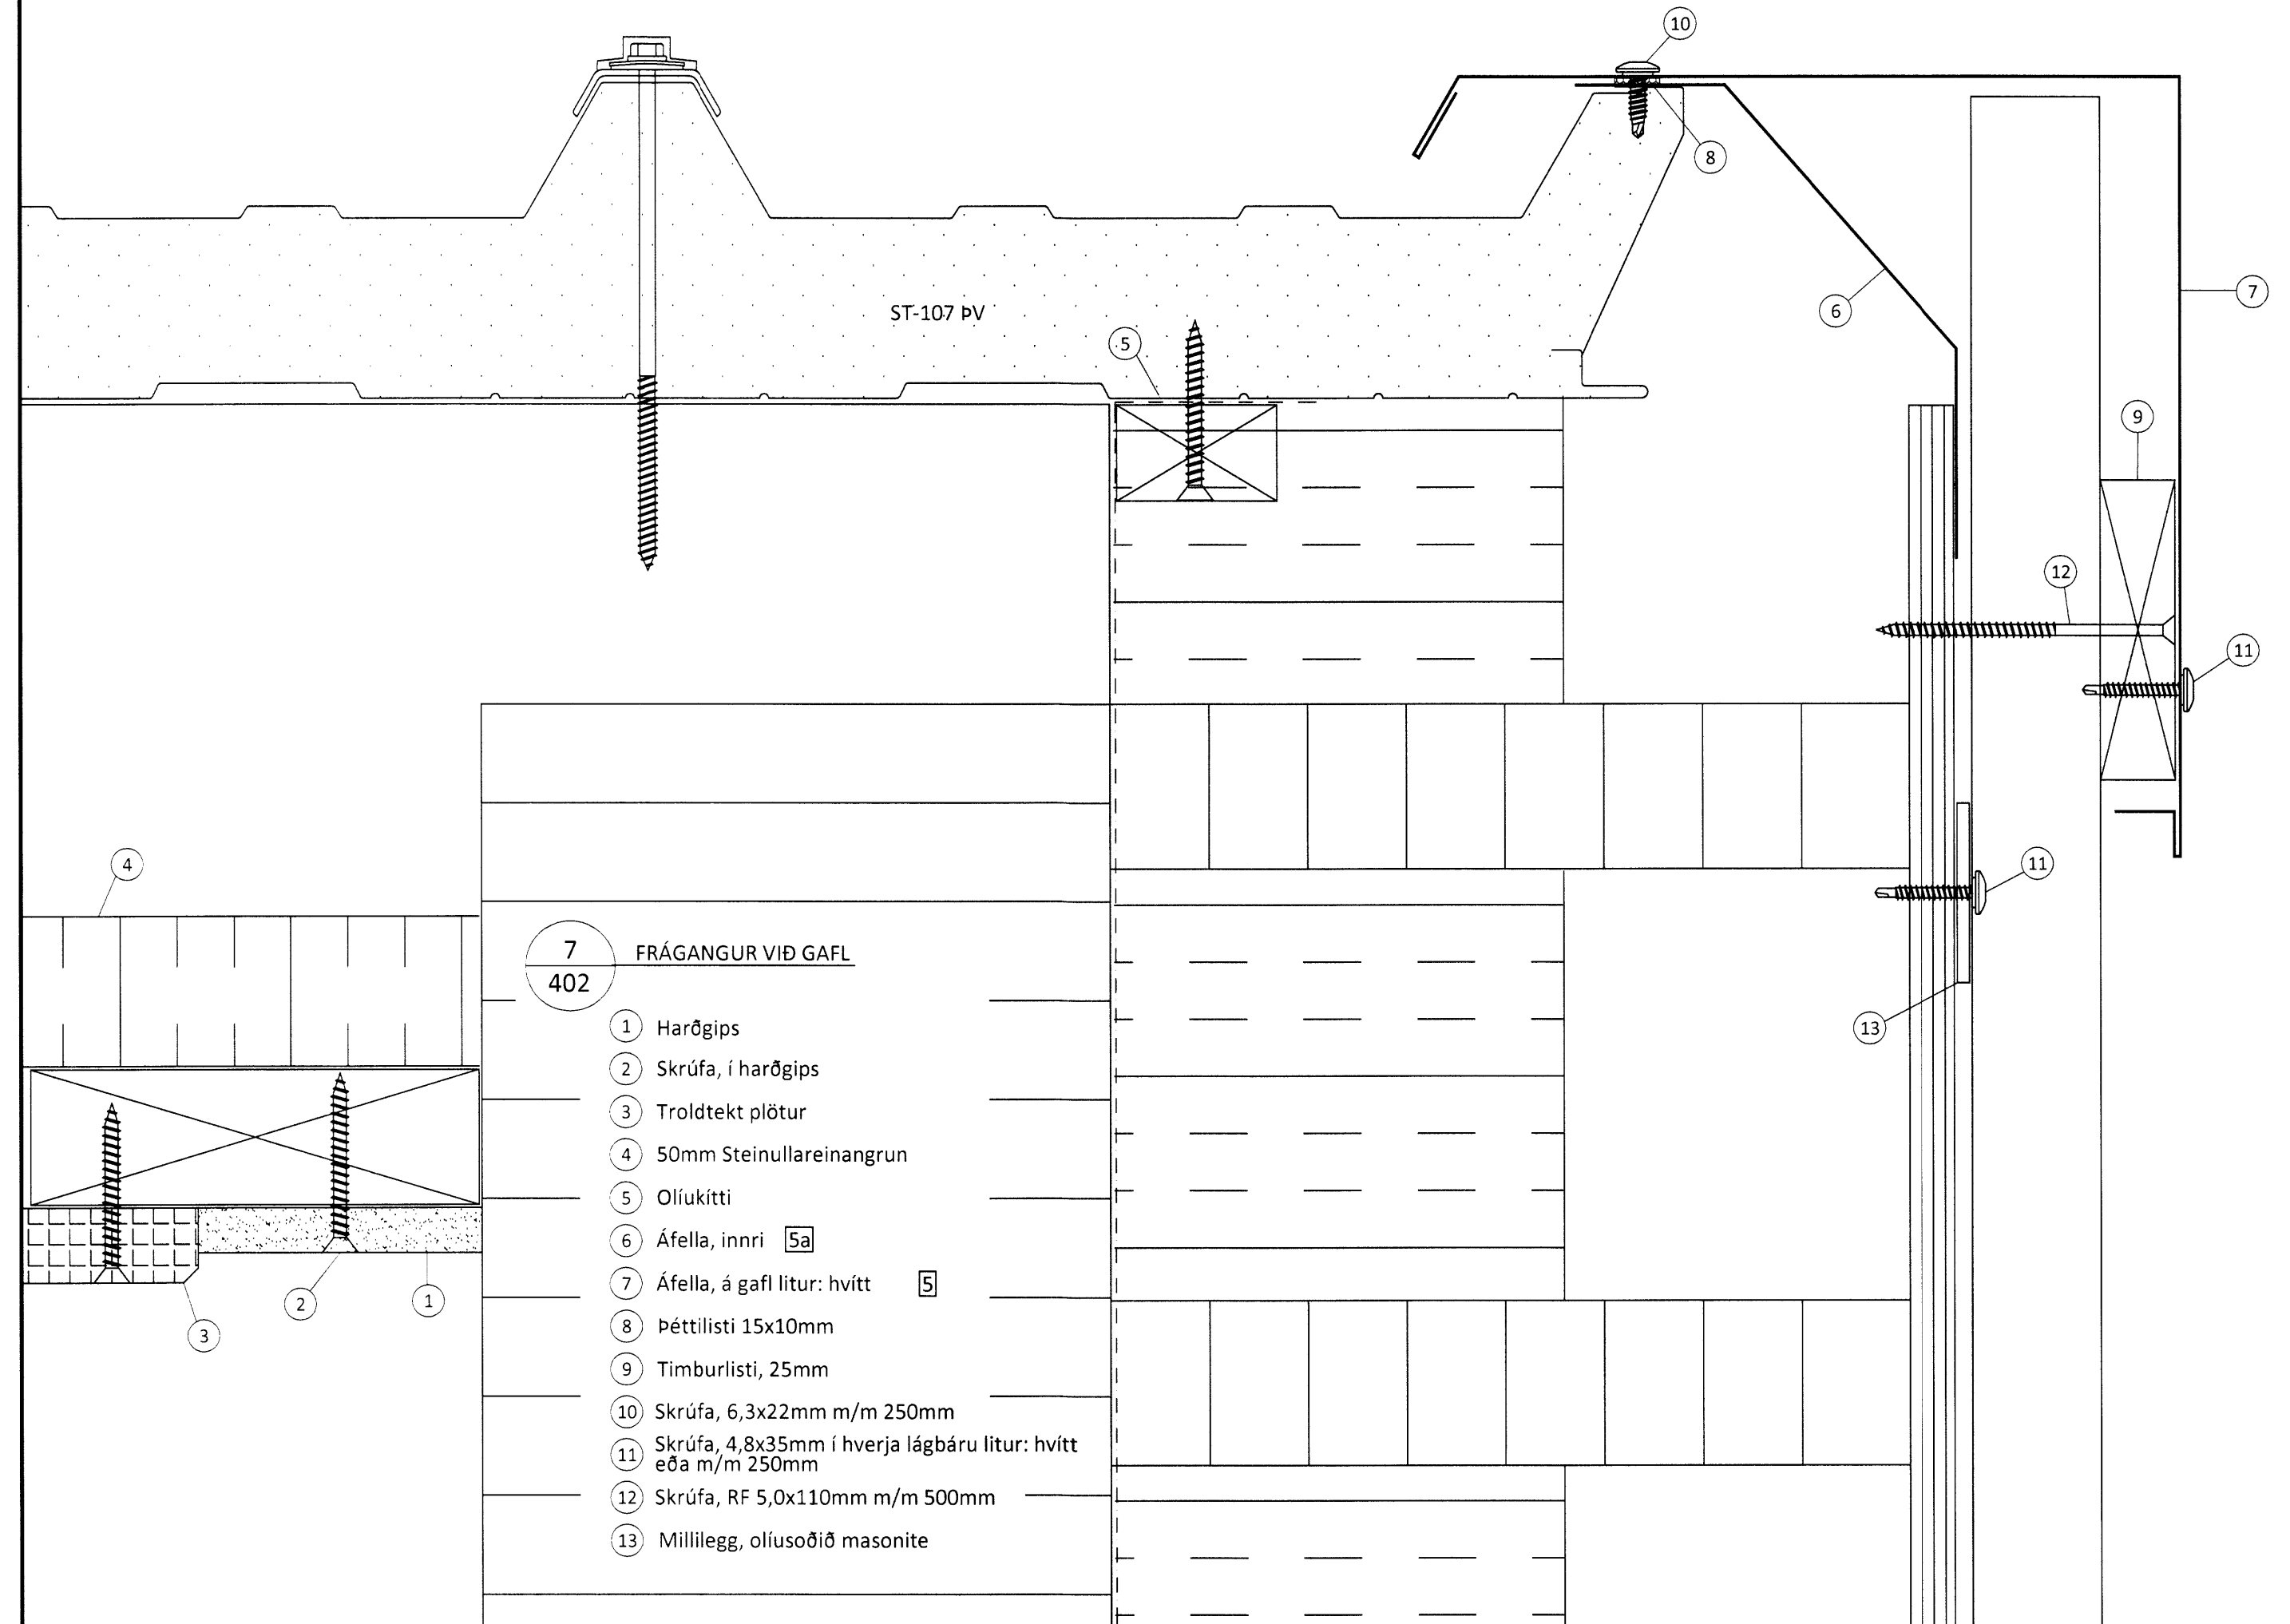 10
8
7
6
ST-107 ÞV
5
9
12
11
4
11
13
7
402
FRÁGANGUR VIÐ GAFL
1 Harðgips
2 Skrúfa, í harðgips
3 Troldtekt plötur
4 50mm Steinullareinangrun
5 Olíukítti
6 Áfella, innri 5a
7 Áfella, á gafl litur: hvítt 5
8 Þéttilisti 15x10mm
9 Timburlisti, 25mm
10 Skrúfa, 6,3x22mm m/m 250mm
11 Skrúfa, 4,8x35mm í hverja lágbáru litur: hvítt
eða m/m 250mm
12 Skrúfa, RF 5,0x110mm m/m 500mm
13 Millilegg, olíusoðið masonite
2
1
3